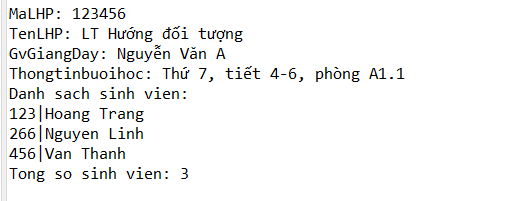 MaLHP: 123456
TenLHP: LT Hướng đối tượng
GvGiangDay: Nguyễn Văn A
Thongtinbuoihoc: Thứ 7, tiết 4-6, phòng A1.1
Danh sach sinh vien:
123|Hoang Trang
266|Nguyen Linh
456|Van Thanh
Tong so sinh vien: 3